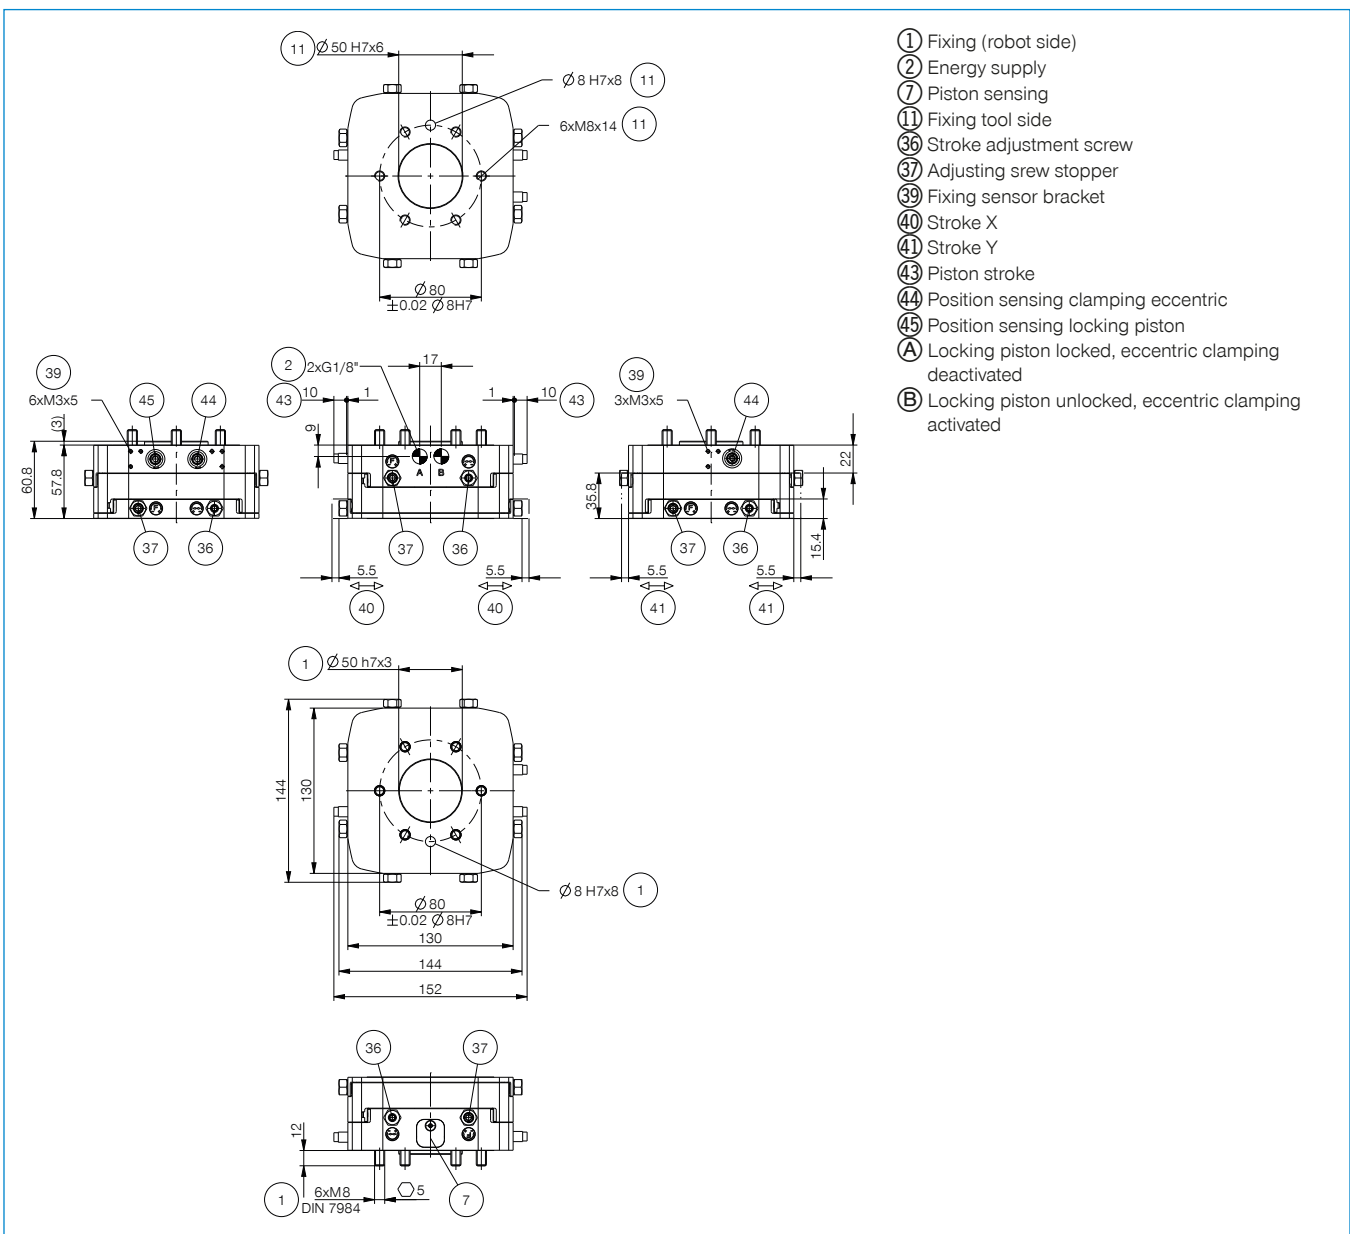 11 Ø 50 H7x6
Ø 8 H7x8 11
6xM8x14 11
Ø 80
±0.02 Ø 8H7
1 Fixing (robot side)
2 Energy supply
7 Piston sensing
11 Fixing tool side
36 Stroke adjustment screw
37 Adjusting srew stopper
39 Fixing sensor bracket
40 Stroke X
41 Stroke Y
43 Piston stroke
44 Position sensing clamping eccentric
45 Position sensing locking piston
A Locking piston locked, eccentric clamping
deactivated
B Locking piston unlocked, eccentric clamping
activated
39
6xM3x5
45
44
(3)
60.8
57.8
37
36
2 2xG1/8"
17
43 10 1
1 10 43
9
A B
37
36
5.5
5.5
40
40
39
3xM3x5
44
22
35.8
15.4
37
36
5.5
5.5
41
41
1 Ø 50 h7x3
144
130
Ø 8 H7x8 1
Ø 80
±0.02 Ø 8H7
130
144
152
36
37
12
1 6xM8
DIN 7984
5
7